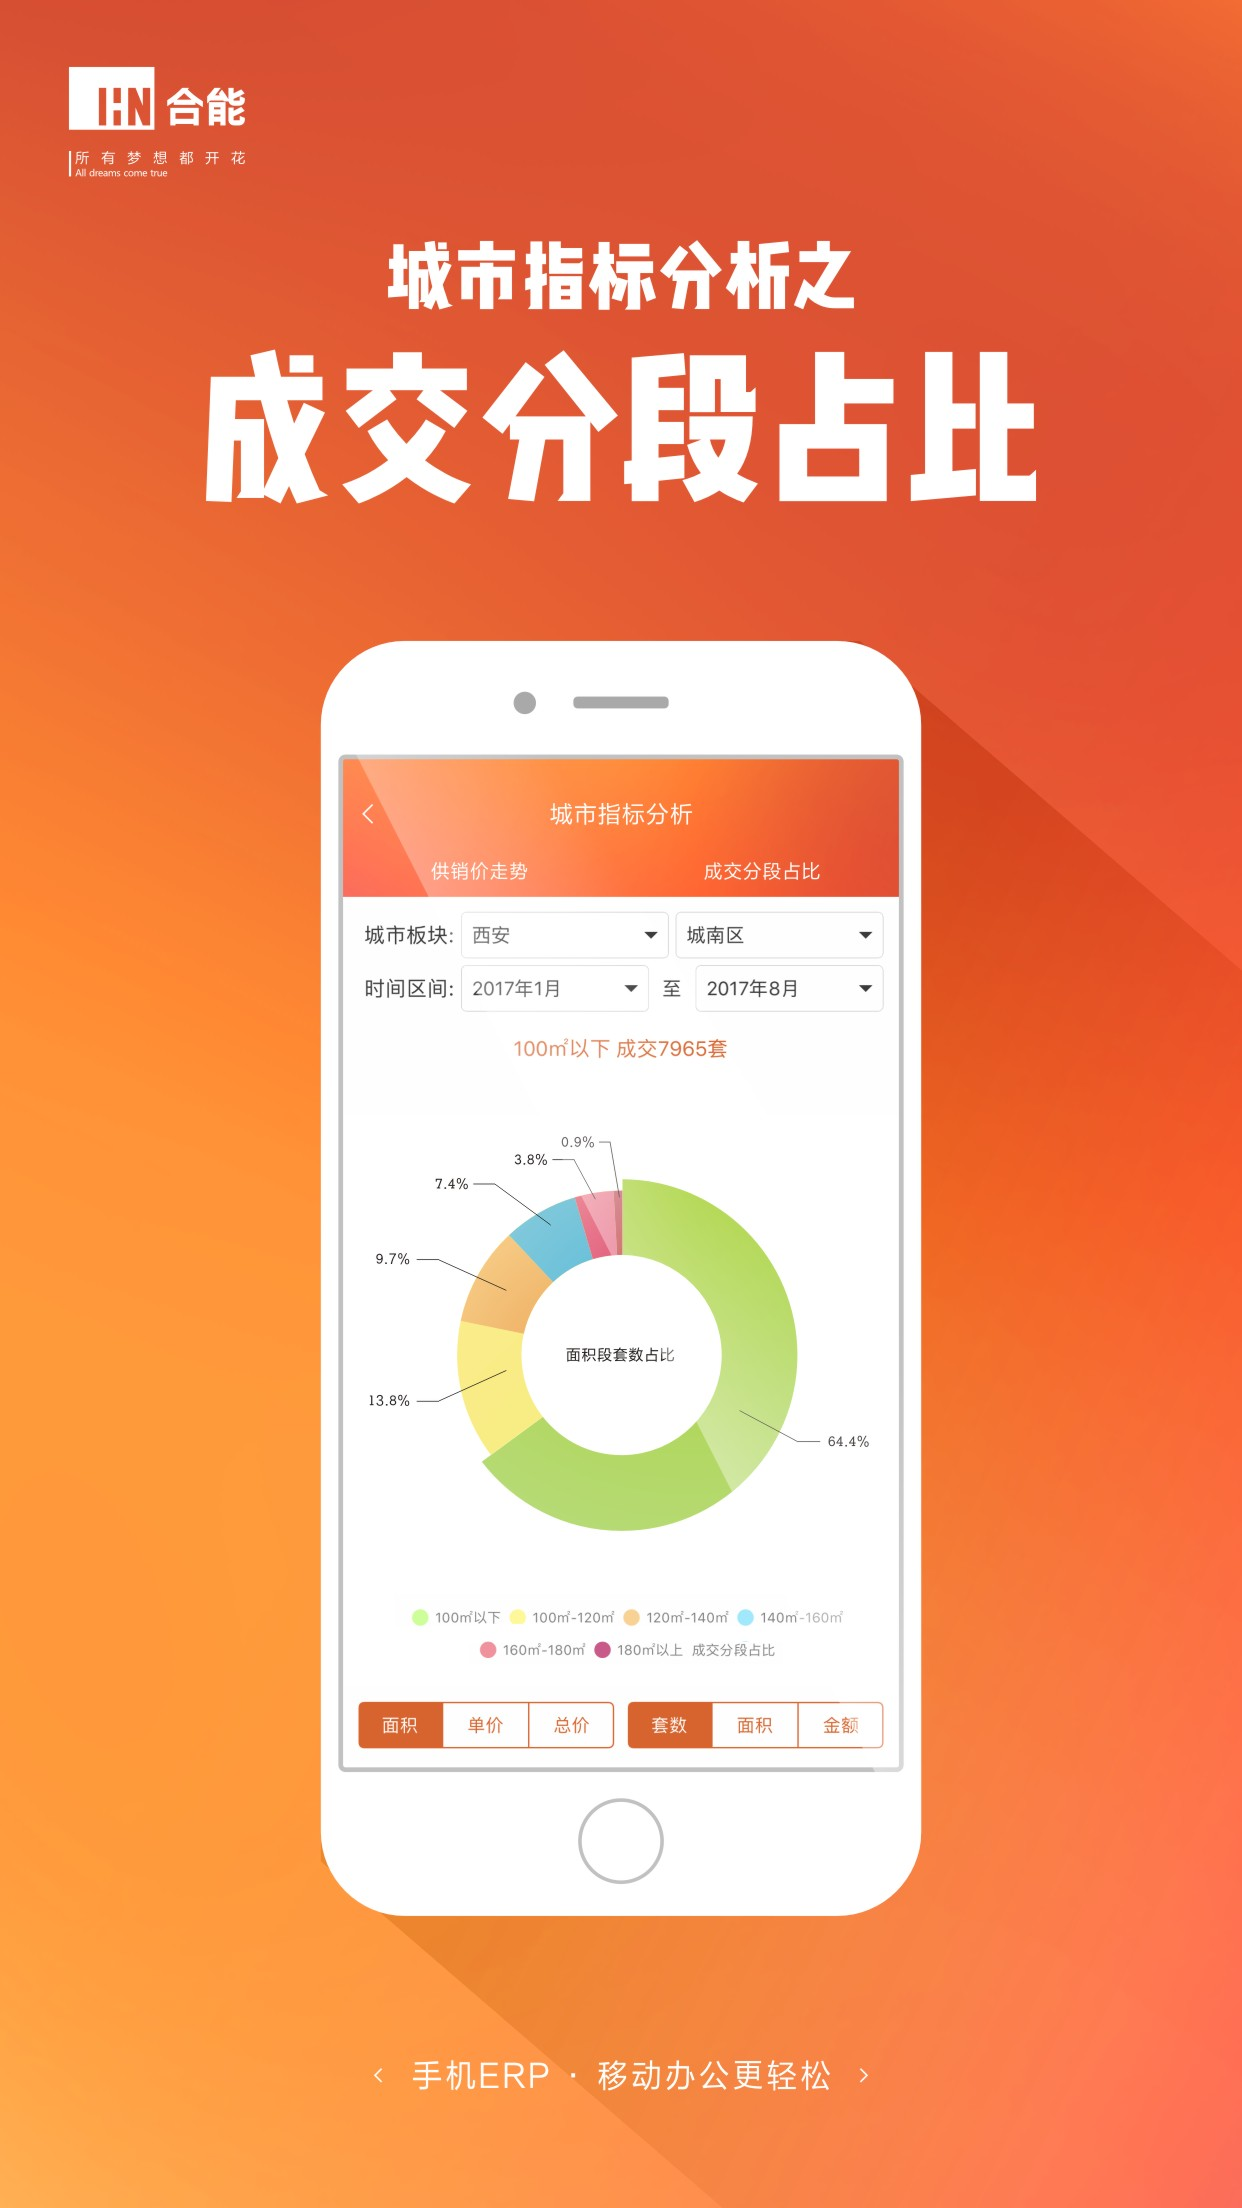 HN 合能
所有梦想都开花
All dreams come true
城市指标分析之
成交分段占比
城市指标分析
供销价走势 成交分段占比
城市板块: 西安 城南区
时间区间: 2017年1月 至 2017年8月
100㎡以下 成交7965套
0.9%
3.8%
7.4%
9.7%
面积段套数占比
13.8%
64.4%
100㎡以下 100㎡-120㎡ 120㎡-140㎡ 140㎡-160㎡
160㎡-180㎡ 180㎡以上 成交分段占比
面积 单价 总价 套数 面积 金额
手机ERP · 移动办公更轻松